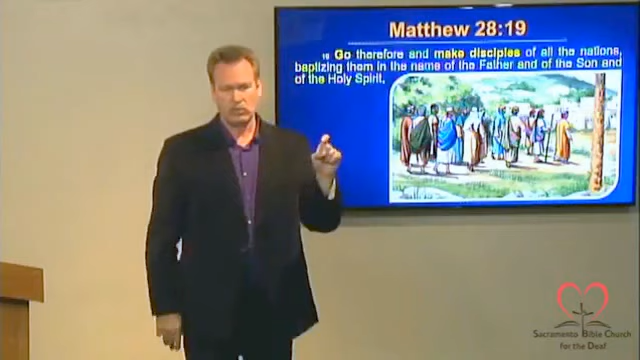 Matthew 28:19
19 Go therefore and make disciples of all the nations,
baptizing them in the name of the Father and of the Son and
of the Holy Spirit,
Sacramento Bible Church
for the Deaf